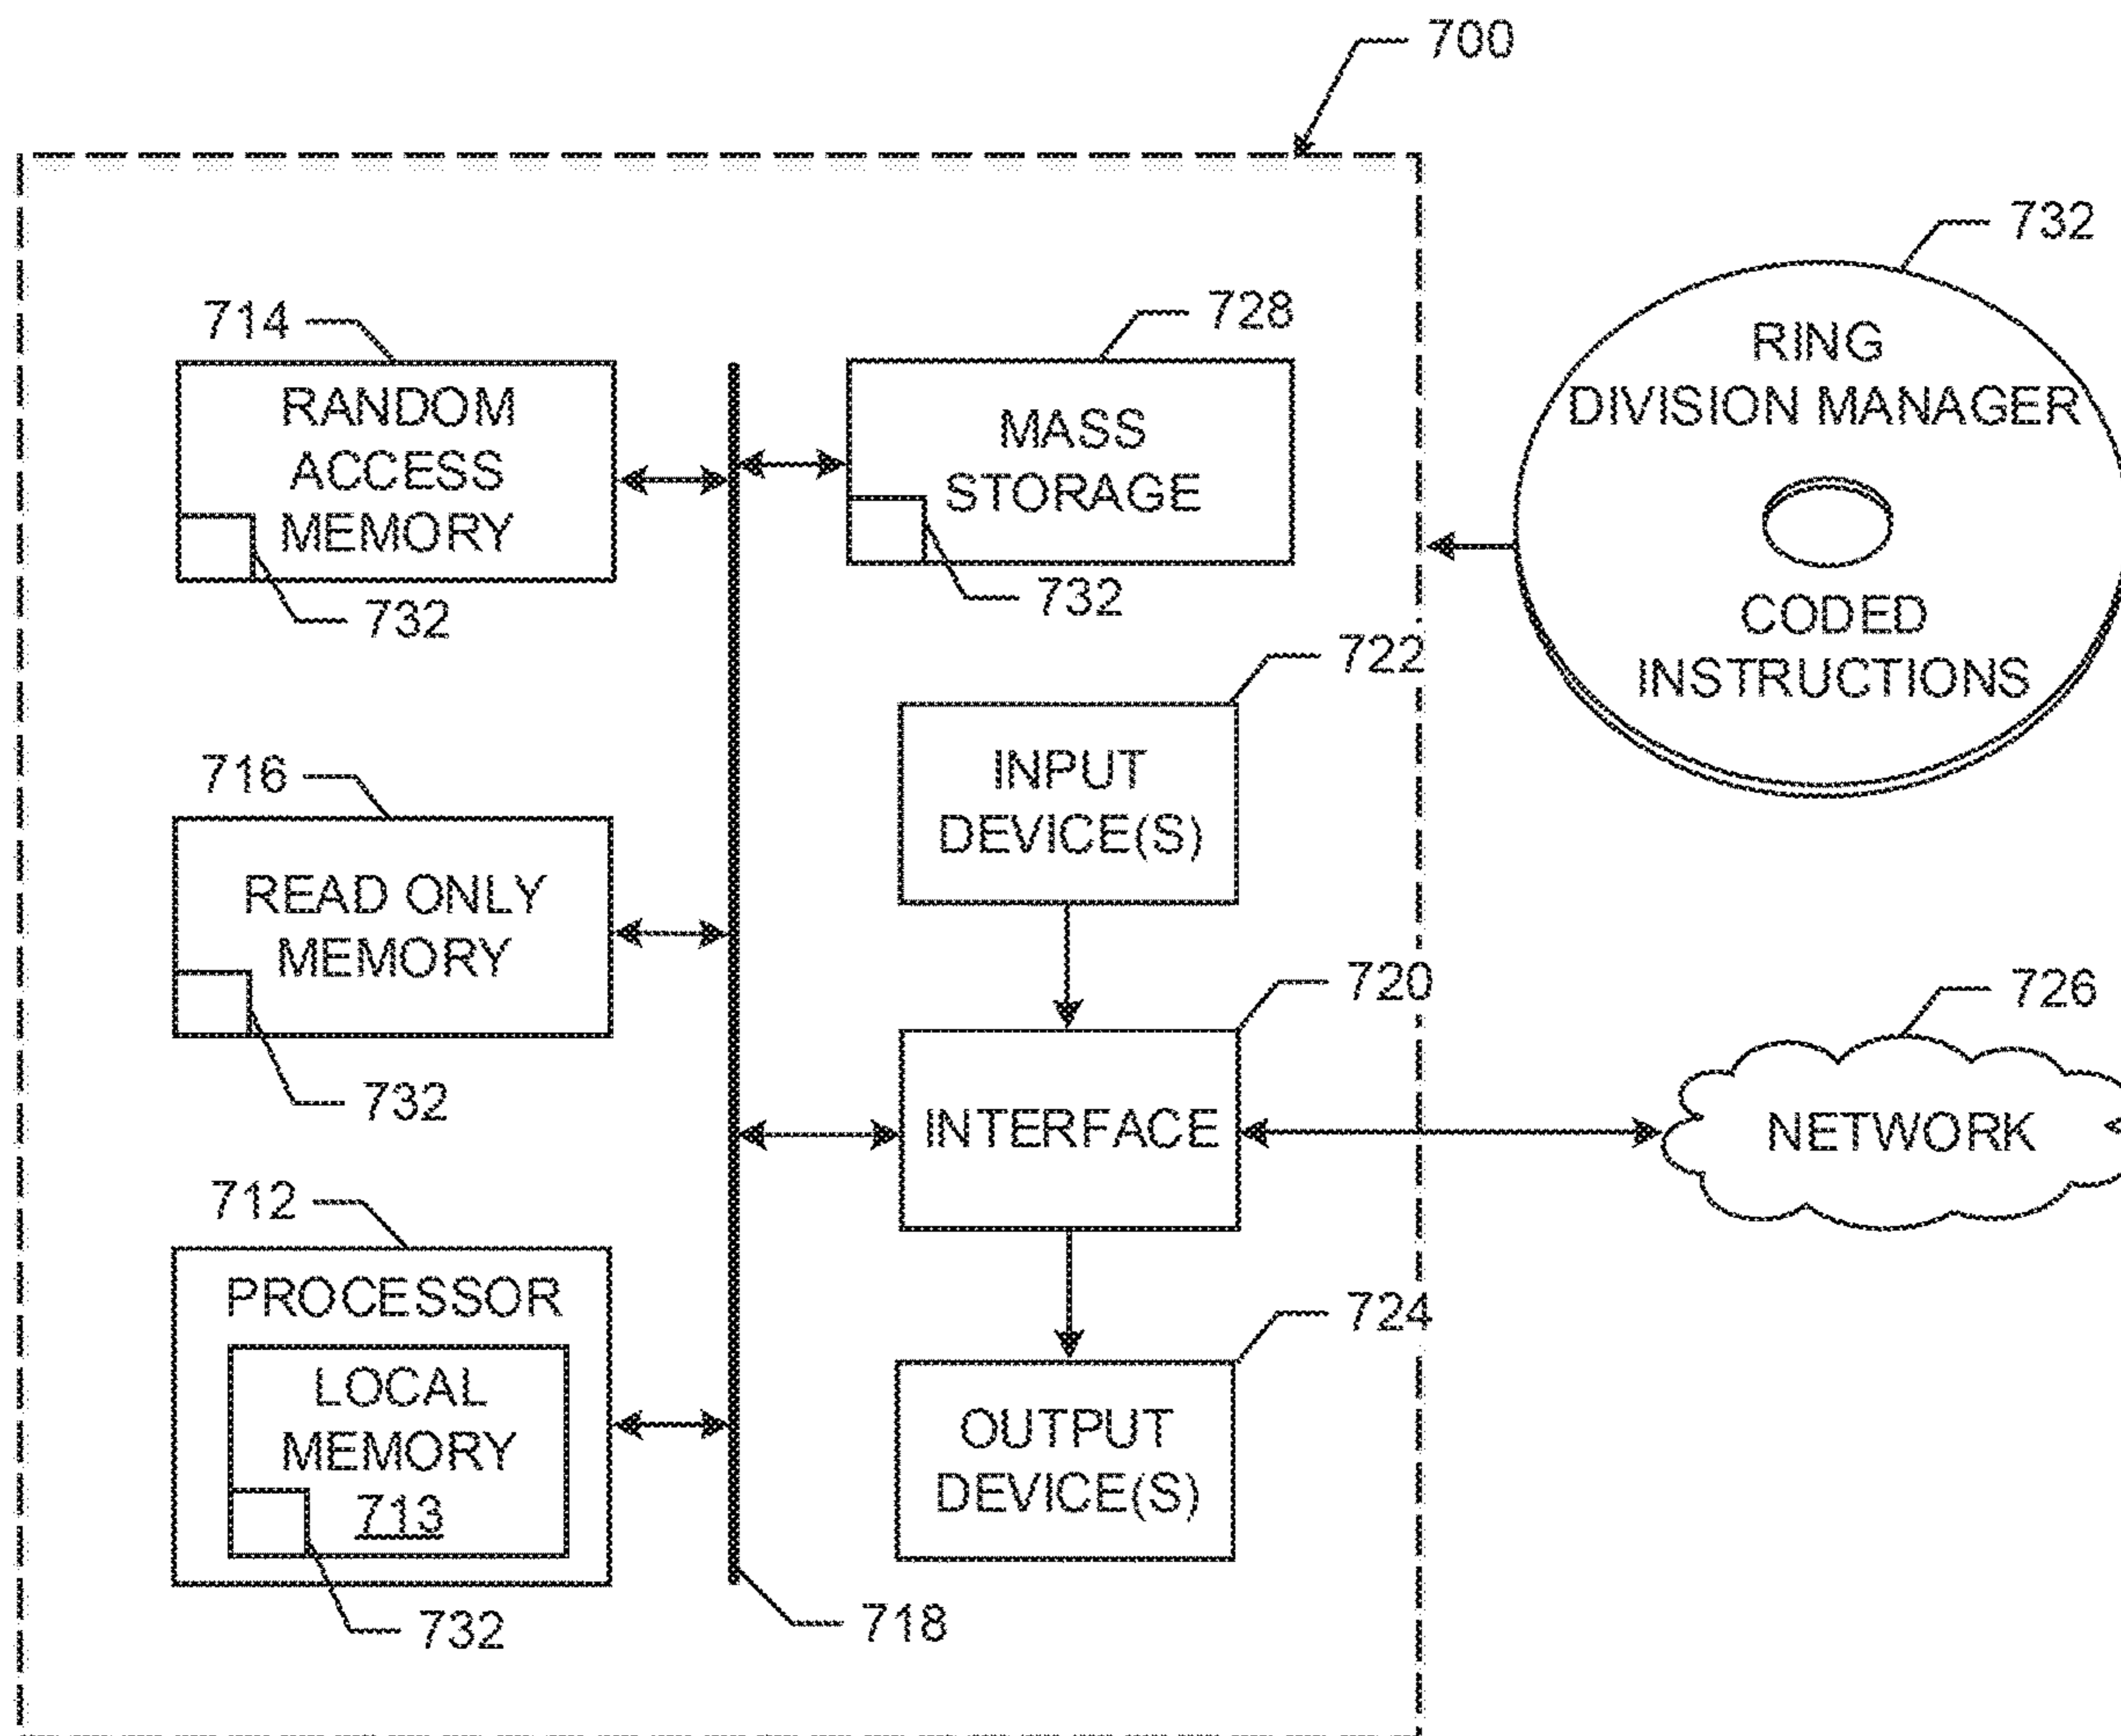 700
732
714
728
RANDOM
ACCESS
MEMORY
732
MASS
STORAGE
732
RING
DIVISION MANAGER
CODED
INSTRUCTIONS
722
INPUT
DEVICE(S)
716
READ ONLY
MEMORY
732
720
INTERFACE
726
NETWORK
712
PROCESSOR
LOCAL
MEMORY
713
732
724
OUTPUT
DEVICE(S)
718